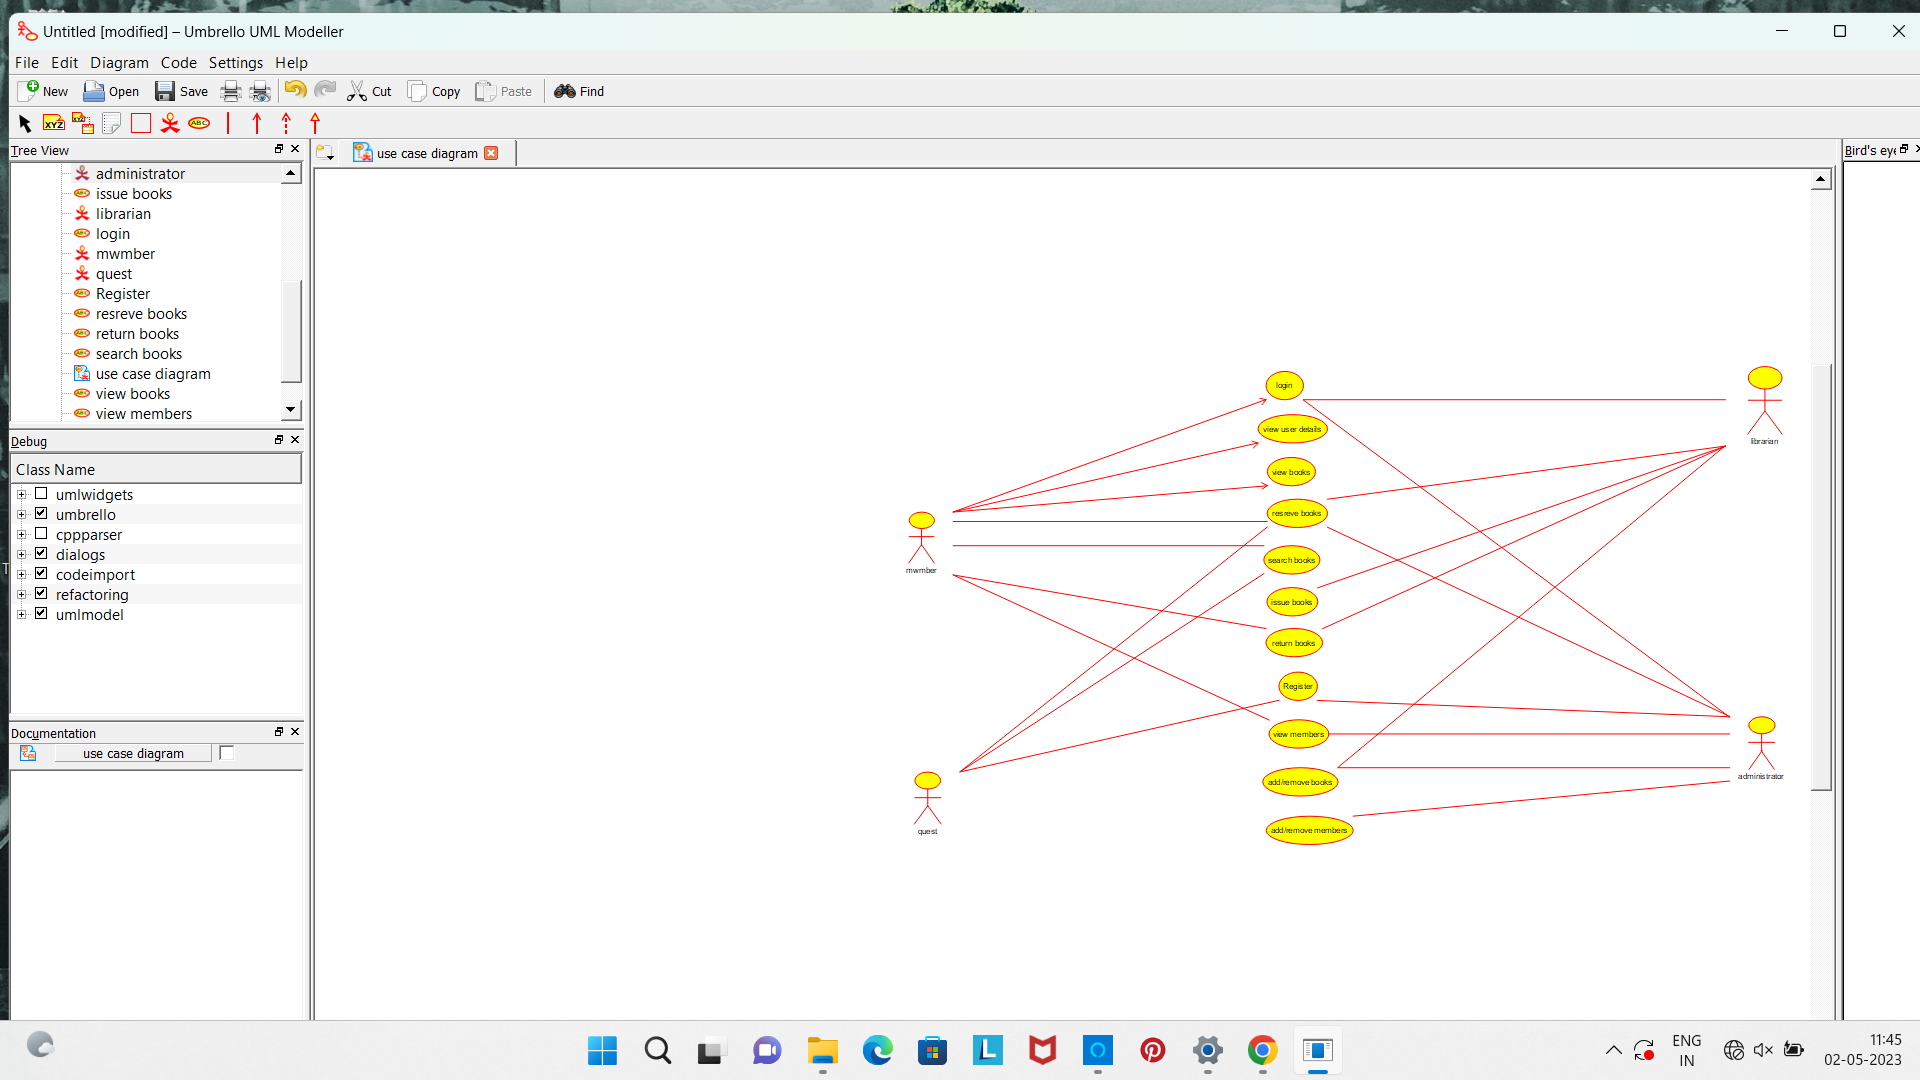 Untitled [modified] – Umbrello UML Modeller
File Edit Diagram Code Settings Help
New Open Save Cut Copy Paste Find
XYZ XYZ ABC
Tree View
administrator
issue books
librarian
login
mwmber
quest
Register
resreve books
return books
search books
use case diagram
view books
view members
Debug
Class Name
umlwidgets
umbrello
cppparser
dialogs
codeimport
refactoring
umlmodel
Documentation
use case diagram
use case diagram
Bird's eye
login
view user details
view books
resreve books
search books
issue books
return books
Register
view members
add/remove books
add/remove members
mwmber
quest
librarian
administrator
ENG
IN
11:45
02-05-2023